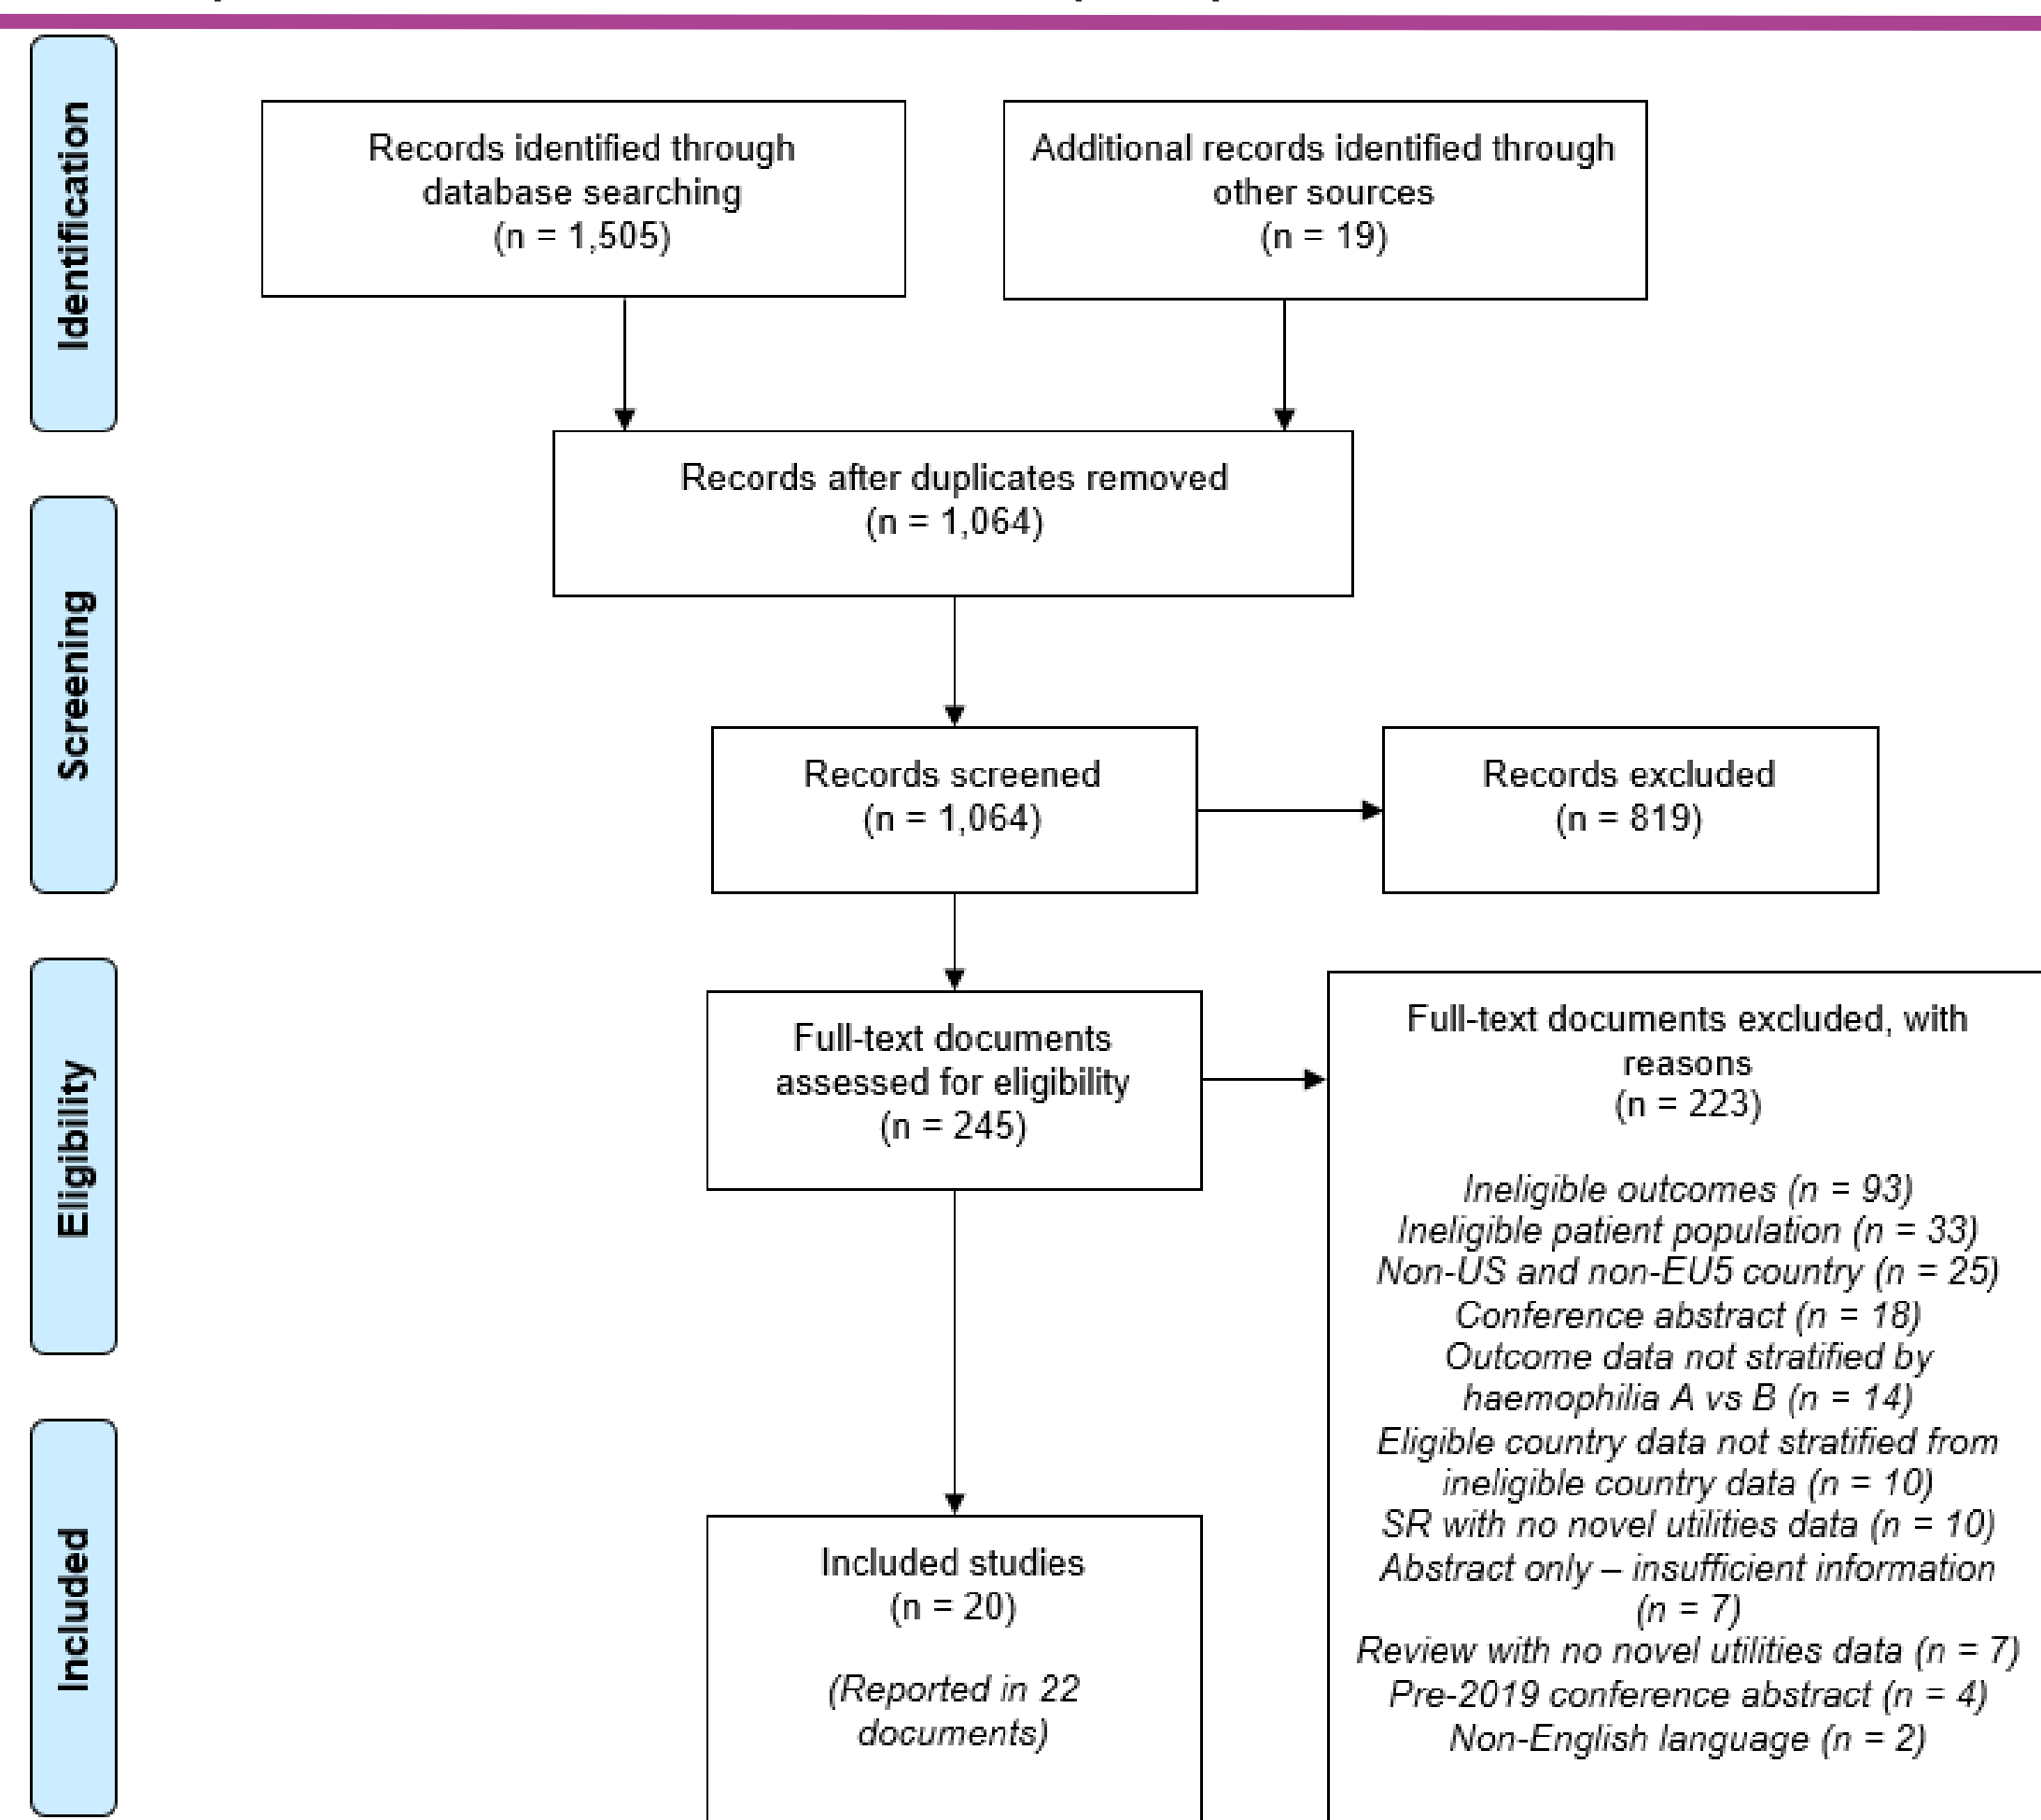 Identification
Records identified through
database searching
(n = 1,505)
Additional records identified through
other sources
(n = 19)
Records after duplicates removed
(n = 1,064)
Screening
Records screened
(n = 1,064)
Records excluded
(n = 819)
Eligibility
Full-text documents
assessed for eligibility
(n = 245)
Full-text documents excluded, with
reasons
(n = 223)
Ineligible outcomes (n = 93)
Ineligible patient population (n = 33)
Non-US and non-EU5 country (n = 25)
Conference abstract (n = 18)
Outcome data not stratified by
haemophilia A vs B (n = 14)
Eligible country data not stratified from
ineligible country data (n = 10)
SR with no novel utilities data (n = 10)
Abstract only – insufficient information
(n = 7)
Review with no novel utilities data (n = 7)
Pre-2019 conference abstract (n = 4)
Non-English language (n = 2)
Included
Included studies
(n = 20)
(Reported in 22
documents)